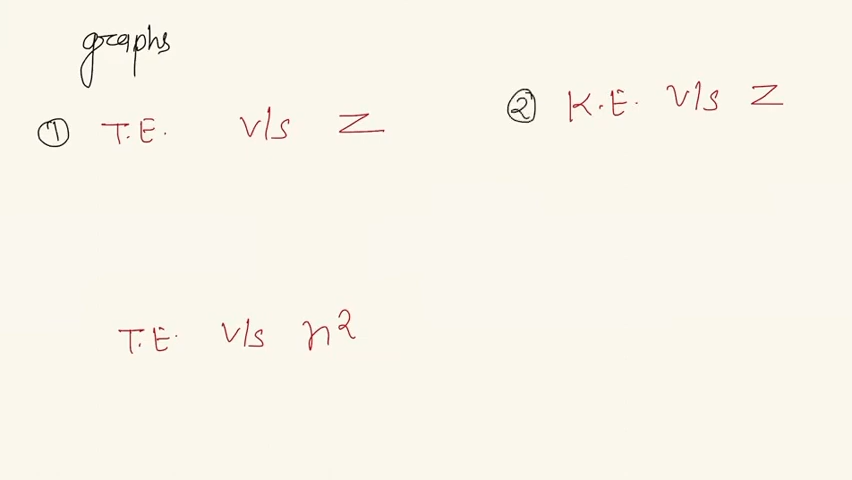 graphs
① T.E. v/s Z
② K.E. v/s Z
T.E. v/s n²